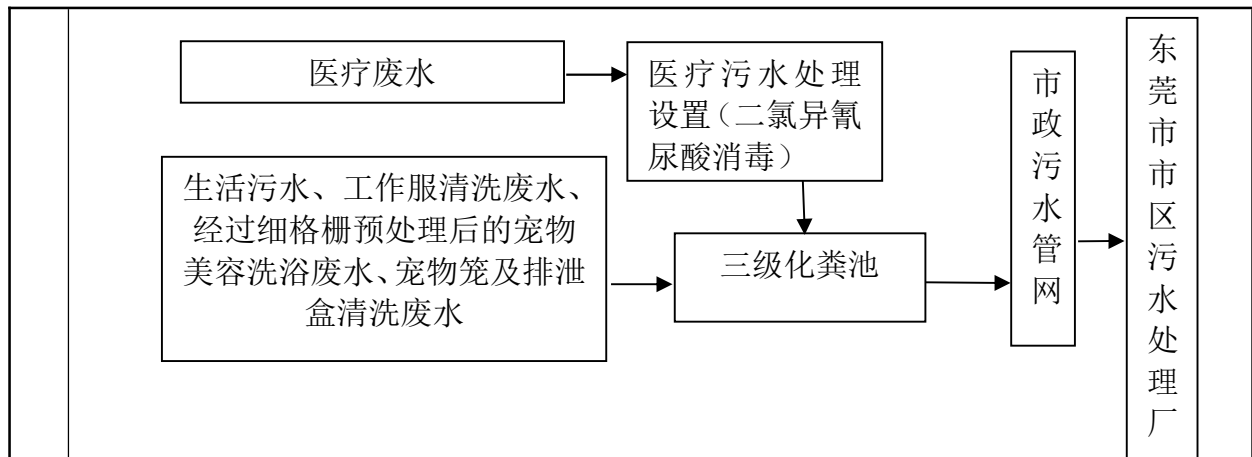 医疗废水
医疗污水处理
设置（二氯异氰
尿酸消毒）
生活污水、工作服清洗废水、
经过细格栅预处理后的宠物
美容洗浴废水、宠物笼及排泄
盒清洗废水
三级化粪池
市政污水管网
东莞市市区污水处理厂